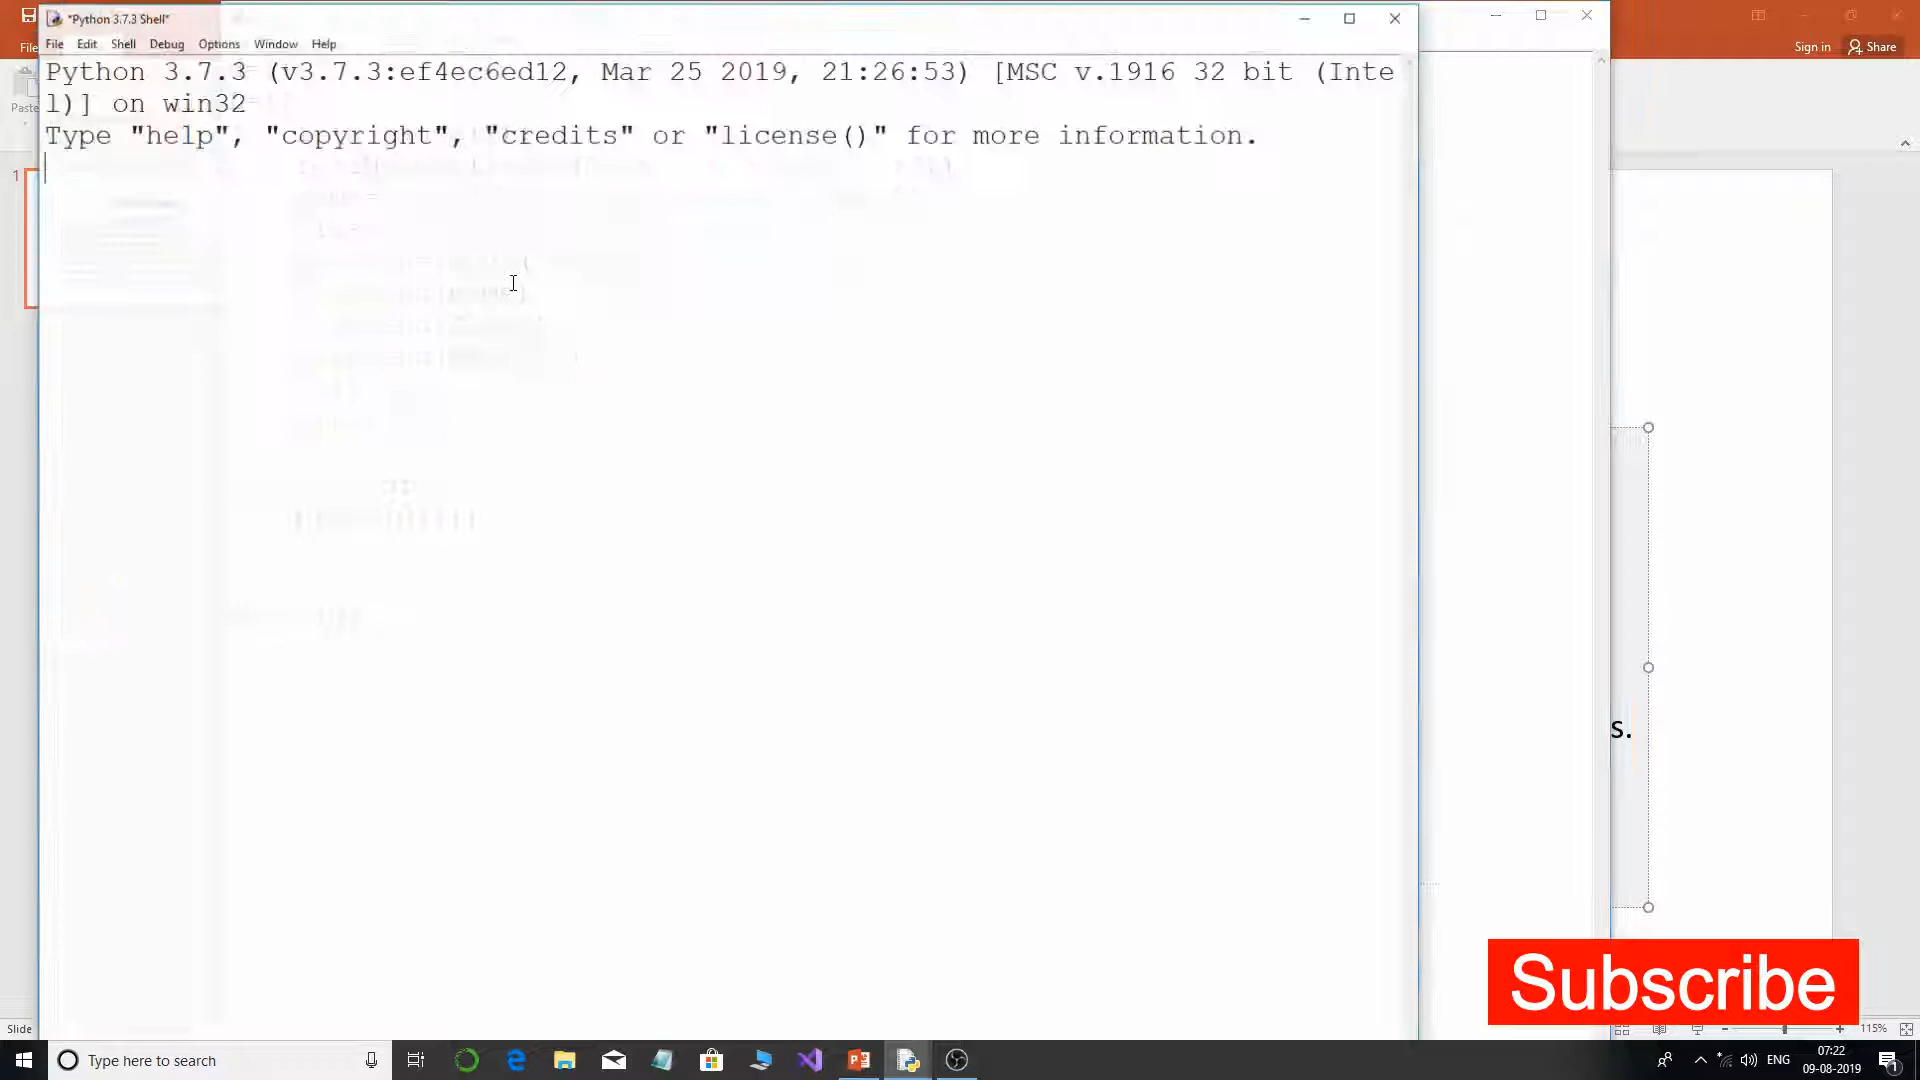 *Python 3.7.3 Shell*
File Edit Shell Debug Options Window Help
Python 3.7.3 (v3.7.3:ef4ec6ed12, Mar 25 2019, 21:26:53) [MSC v.1916 32 bit (Inte
l)] on win32
Type "help", "copyright", "credits" or "license()" for more information.
File
Sign in Share
Paste
1
s.
Subscribe
Slide
115%
Type here to search
ENG
07:22
09-08-2019
1